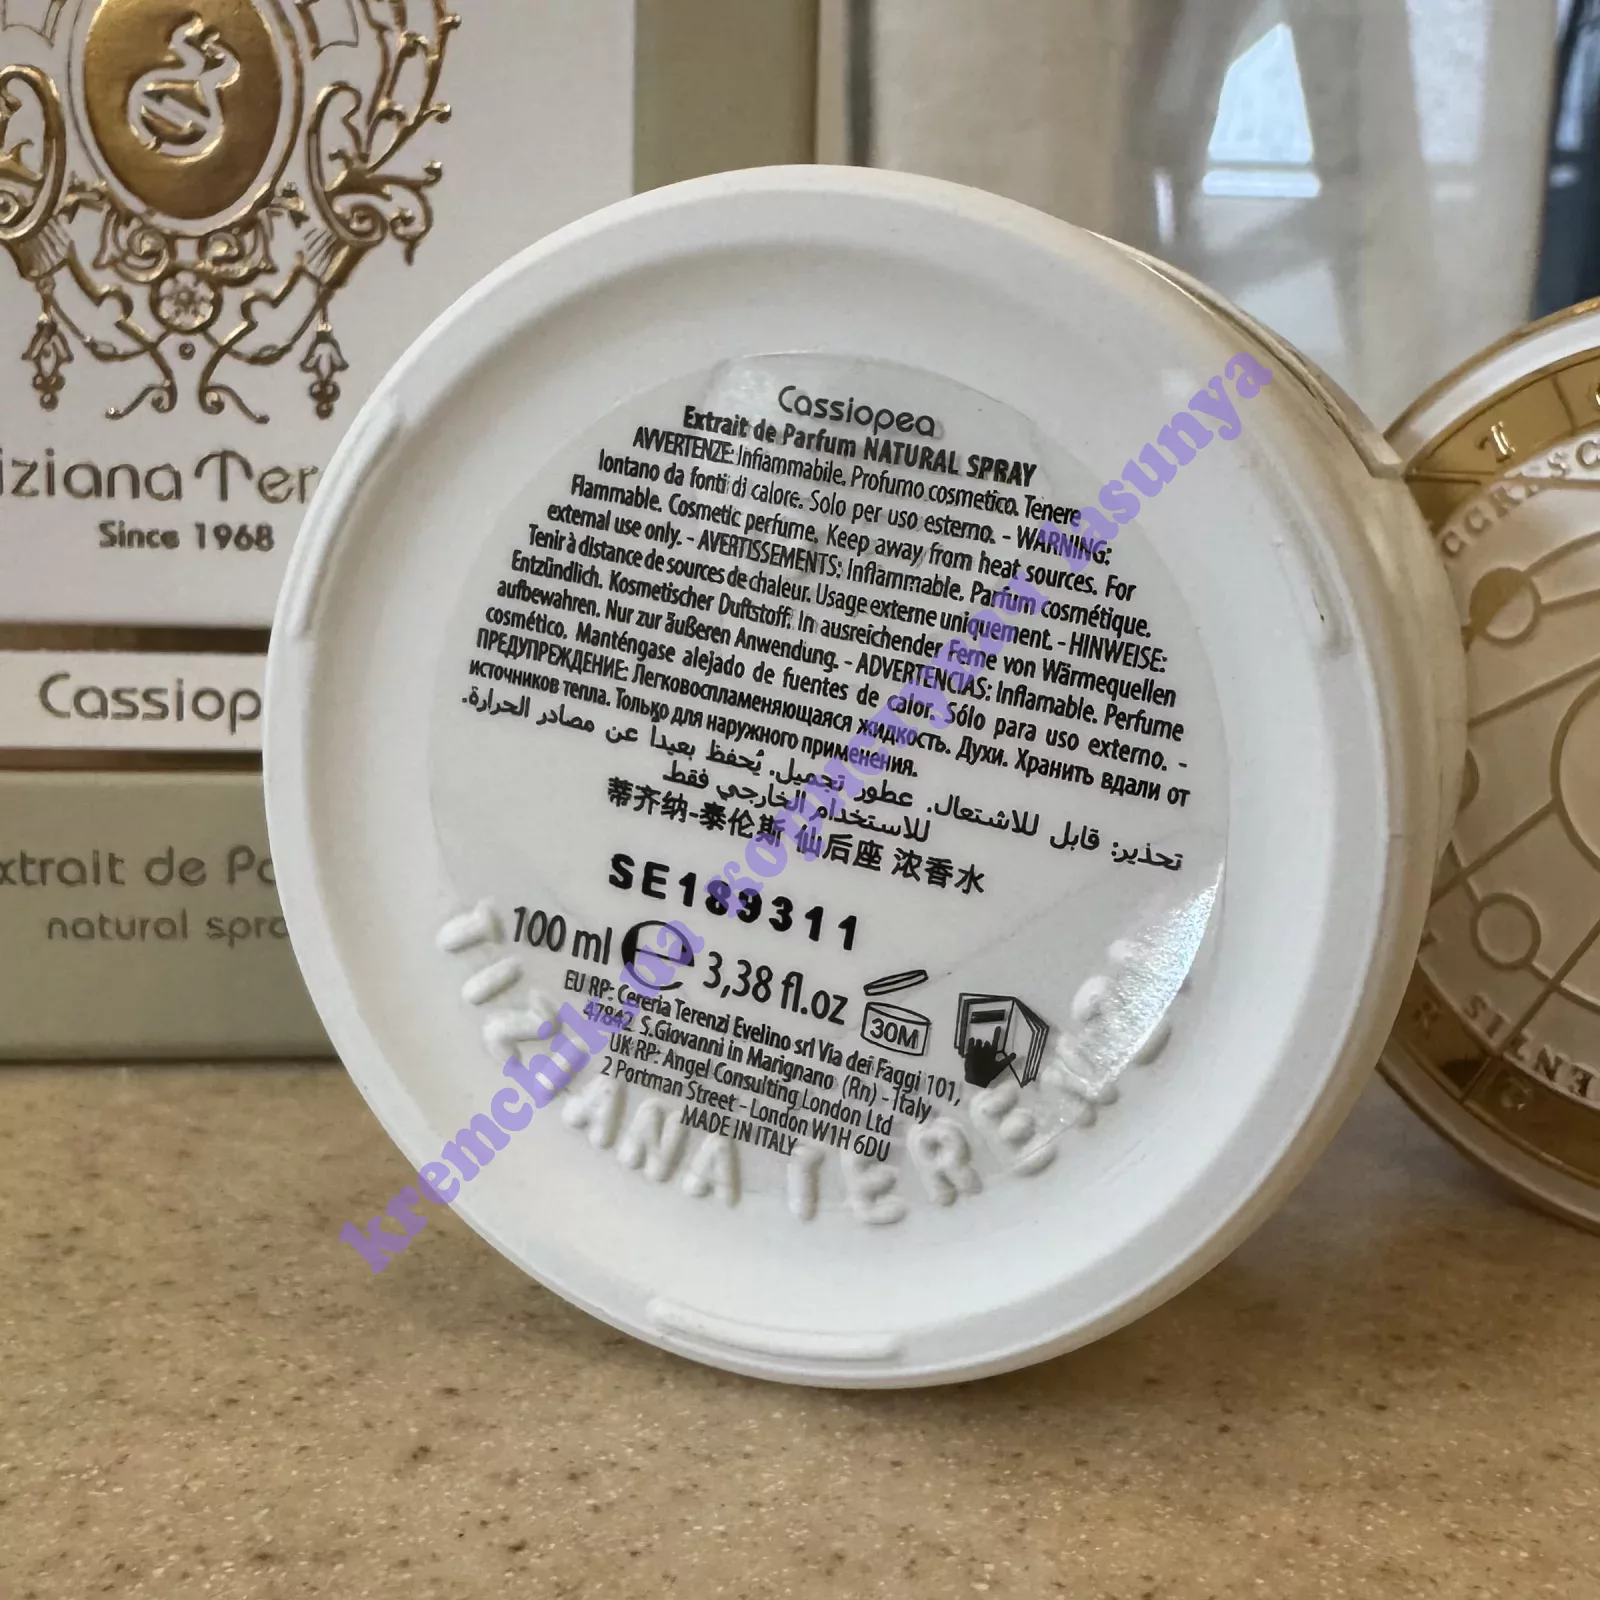 iziana Ter
Since 1968
Cassiop
xtrait de Pa
natural spra
Cassiopea
Extrait de Parfum NATURAL SPRAY
AVVERTENZE: Infiammabile. Profumo cosmetico. Tenere
lontano da fonti di calore. Solo per uso esterno. - WARNING:
Flammable. Cosmetic perfume. Keep away from heat sources. For
external use only. - AVERTISSEMENTS: Inflammable. Parfum cosmétique.
Tenir à distance de sources de chaleur. Usage externe uniquement. - HINWEISE:
Entzündlich. Kosmetischer Duftstoff. In ausreichender Ferne von Wärmequellen
aufbewahren. Nur zur äußeren Anwendung. - ADVERTENCIAS: Inflamable. Perfume
cosmético. Manténgase alejado de fuentes de calor. Sólo para uso externo. -
ПРЕДУПРЕЖДЕНИЕ: Легковоспламеняющаяся жидкость. Духи. Хранить вдали от
источников тепла. Только для наружного применения.
تحذير: قابل للاشتعال. عطور تجميل. يُحفظ بعيدا عن مصادر الحرارة.
للاستخدام الخارجي فقط
蒂齐纳-泰伦斯 仙后座 浓香水
SE189311
100 ml e 3,38 fl.oz
30M
EU RP: Cereria Terenzi Evelino srl Via dei Faggi 101,
47842 S.Giovanni in Marignano (Rn) - Italy
UK RP: Angel Consulting London Ltd
2 Portman Street - London W1H 6DU
MADE IN ITALY
TIZIANA TERENZI